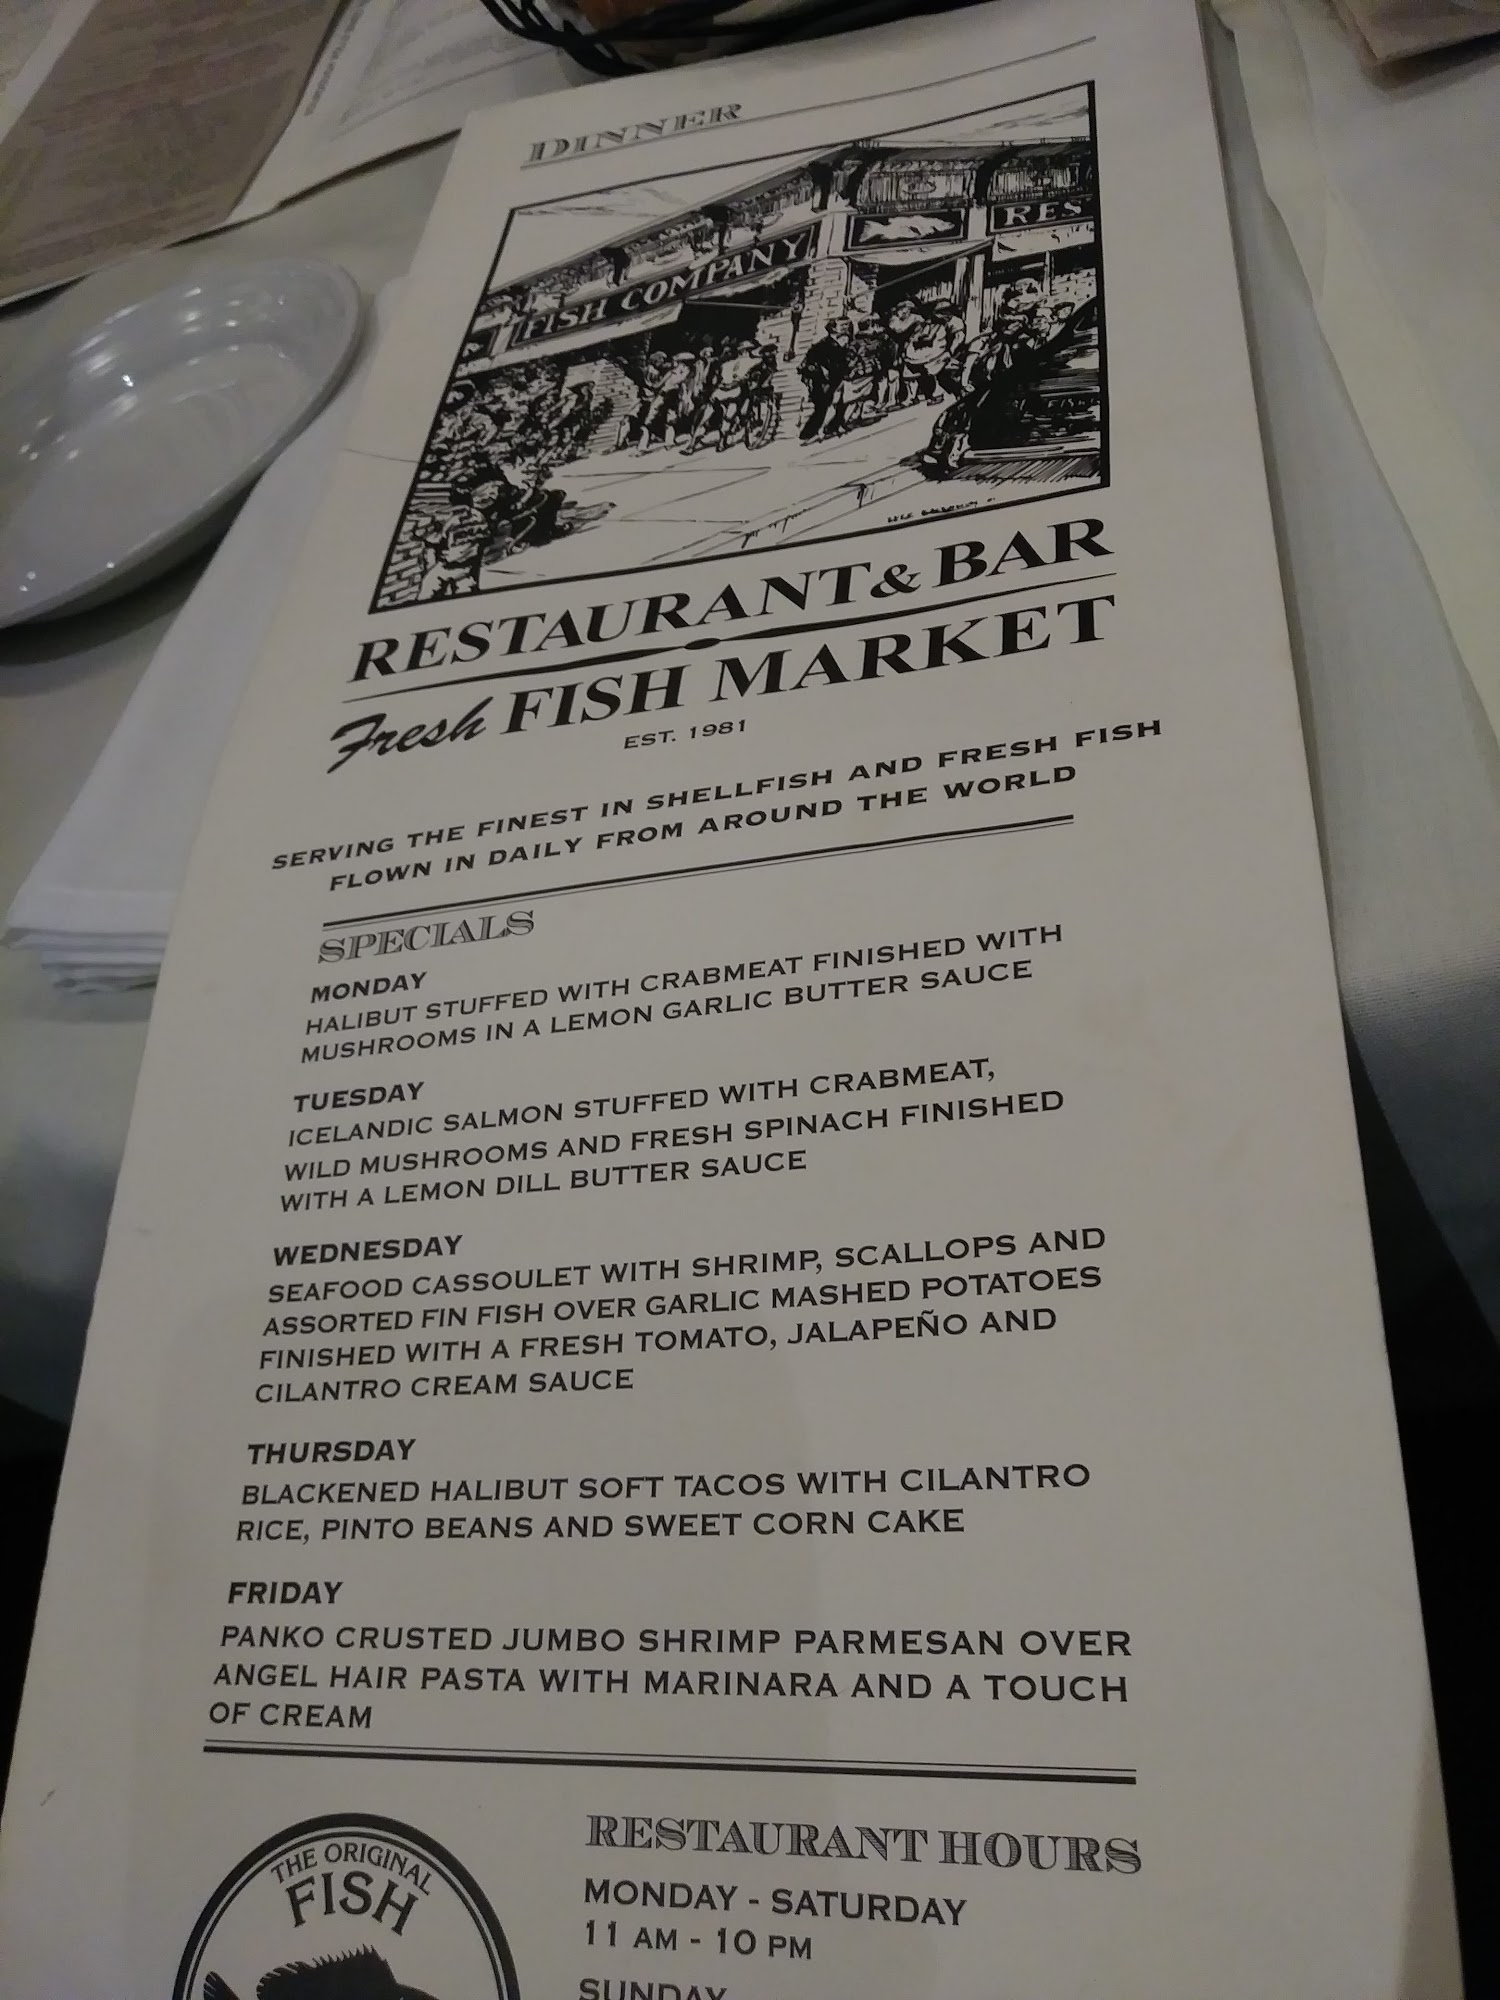 DINNER
FISH COMPANY
RES
RESTAURANT & BAR
Fresh FISH MARKET
EST. 1981
SERVING THE FINEST IN SHELLFISH AND FRESH FISH
FLOWN IN DAILY FROM AROUND THE WORLD
SPECIALS
MONDAY
HALIBUT STUFFED WITH CRABMEAT FINISHED WITH
MUSHROOMS IN A LEMON GARLIC BUTTER SAUCE
TUESDAY
ICELANDIC SALMON STUFFED WITH CRABMEAT,
WILD MUSHROOMS AND FRESH SPINACH FINISHED
WITH A LEMON DILL BUTTER SAUCE
WEDNESDAY
SEAFOOD CASSOULET WITH SHRIMP, SCALLOPS AND
ASSORTED FIN FISH OVER GARLIC MASHED POTATOES
FINISHED WITH A FRESH TOMATO, JALAPEÑO AND
CILANTRO CREAM SAUCE
THURSDAY
BLACKENED HALIBUT SOFT TACOS WITH CILANTRO
RICE, PINTO BEANS AND SWEET CORN CAKE
FRIDAY
PANKO CRUSTED JUMBO SHRIMP PARMESAN OVER
ANGEL HAIR PASTA WITH MARINARA AND A TOUCH
OF CREAM
THE ORIGINAL
FISH
RESTAURANT HOURS
MONDAY - SATURDAY
11 AM - 10 PM
SUNDAY